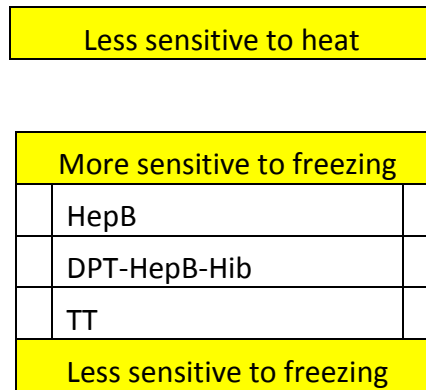 Less sensitive to heat
More sensitive to freezing
HepB
DPT-HepB-Hib
TT
Less sensitive to freezing